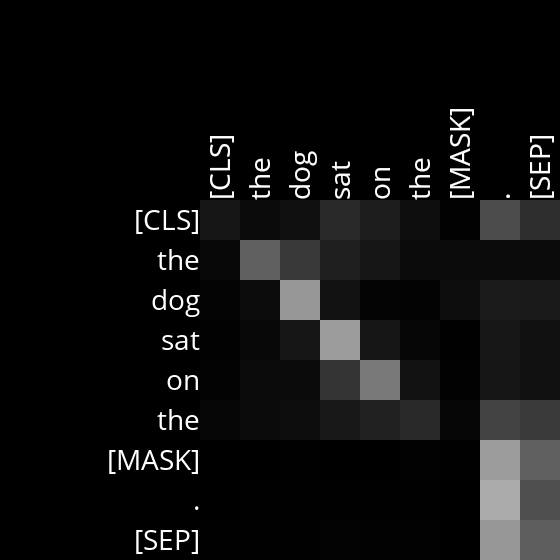 [CLS] the dog sat on the [MASK] . [SEP]
[CLS]
the
dog
sat
on
the
[MASK]
.
[SEP]